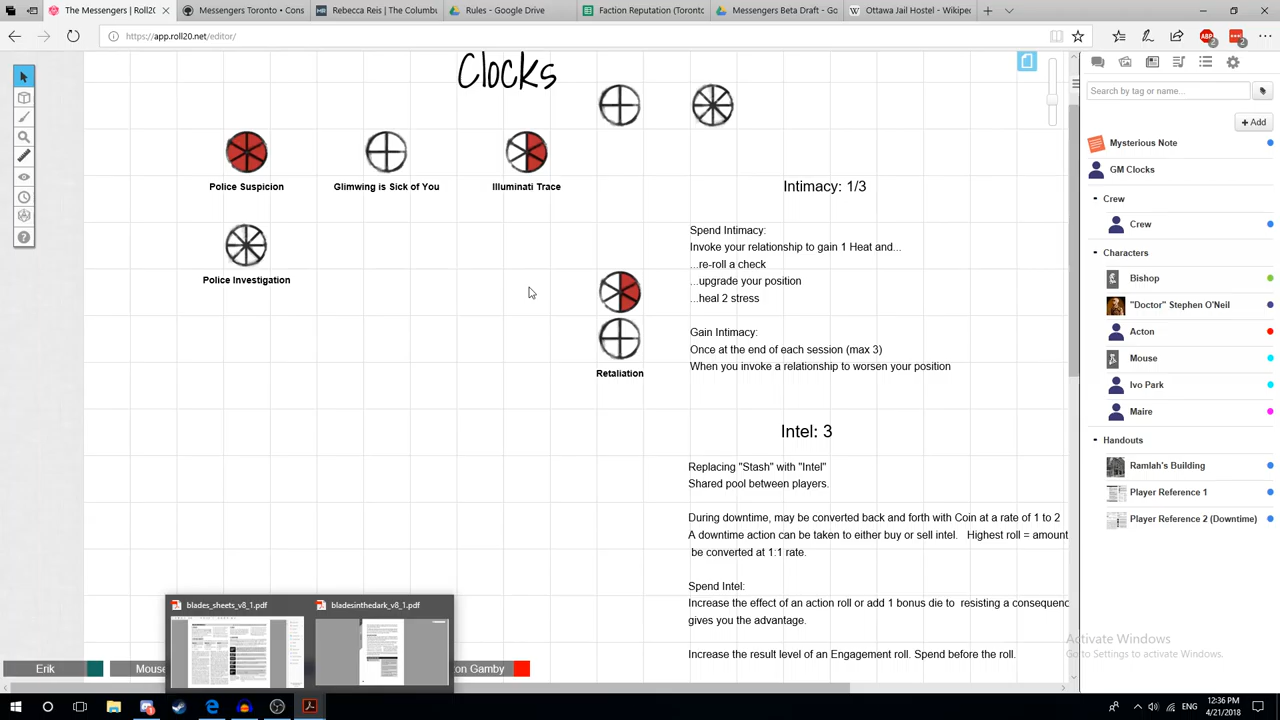 The Messengers | Roll20
Messengers Toronto • Cons
Rebecca Reis | The Columbu
Rules - Google Drive
Faction Reputation (Toronto
Messengers Beta Draft - Go
Ottawa Jail Hostel - Wikipe
https://app.roll20.net/editor/
ABP
2
2
Clocks
Search by tag or name...
+ Add
Mysterious Note
GM Clocks
Crew
Crew
Characters
Bishop
"Doctor" Stephen O'Neil
Acton
Mouse
Ivo Park
Maire
Handouts
Ramlah's Building
Player Reference 1
Player Reference 2 (Downtime)
Police Suspicion
Glimwing is Sick of You
Illuminati Trace
Police Investigation
Retaliation
Intimacy: 1/3
Spend Intimacy:
Invoke your relationship to gain 1 Heat and...
...re-roll a check
...upgrade your position
...heal 2 stress
Gain Intimacy:
Once at the end of each session (max 3)
When you invoke a relationship to worsen your position
Intel: 3
Replacing "Stash" with "Intel"
Shared pool between players.
During downtime, may be converted back and forth with Coin at a rate of 1 to 2
A downtime action can be taken to either buy or sell intel. Highest roll = amount
be converted at 1:1 rate.
Spend Intel:
Increase the effect of an action roll or add 1 bonus die to resisting a consequenc
gives you the advantage.
Increase the result level of an Engagement roll. Spend before the roll.
blades_sheets_v8_1.pdf
bladesinthedark_v8_1.pdf
Erik
Mouse
on Gamby
Activate Windows
Go to Settings to activate Windows.
ENG
12:36 PM
4/21/2018